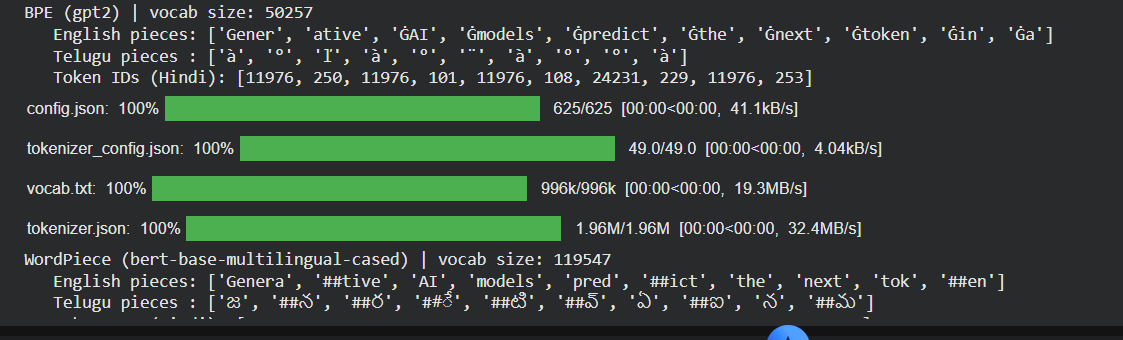 BPE (gpt2) | vocab size: 50257
English pieces: ['Gener', 'ative', 'ĠAI', 'Ġmodels', 'Ġpredict', 'Ġthe', 'Ġnext', 'Ġtoken', 'Ġin', 'Ġa']
Telugu pieces : ['à', '°', 'ľ', 'à', '°', '¨', 'à', '°', '°', 'à']
Token IDs (Hindi): [11976, 250, 11976, 101, 11976, 108, 24231, 229, 11976, 253]
config.json: 100% 625/625 [00:00<00:00, 41.1kB/s]
tokenizer_config.json: 100% 49.0/49.0 [00:00<00:00, 4.04kB/s]
vocab.txt: 100% 996k/996k [00:00<00:00, 19.3MB/s]
tokenizer.json: 100% 1.96M/1.96M [00:00<00:00, 32.4MB/s]
WordPiece (bert-base-multilingual-cased) | vocab size: 119547
English pieces: ['Genera', '##tive', 'AI', 'models', 'pred', '##ict', 'the', 'next', 'tok', '##en']
Telugu pieces : ['జ', '##న', '##ర', '##ే', '##టి', '##వ్', 'ఏ', '##ఐ', 'న', '##మ']